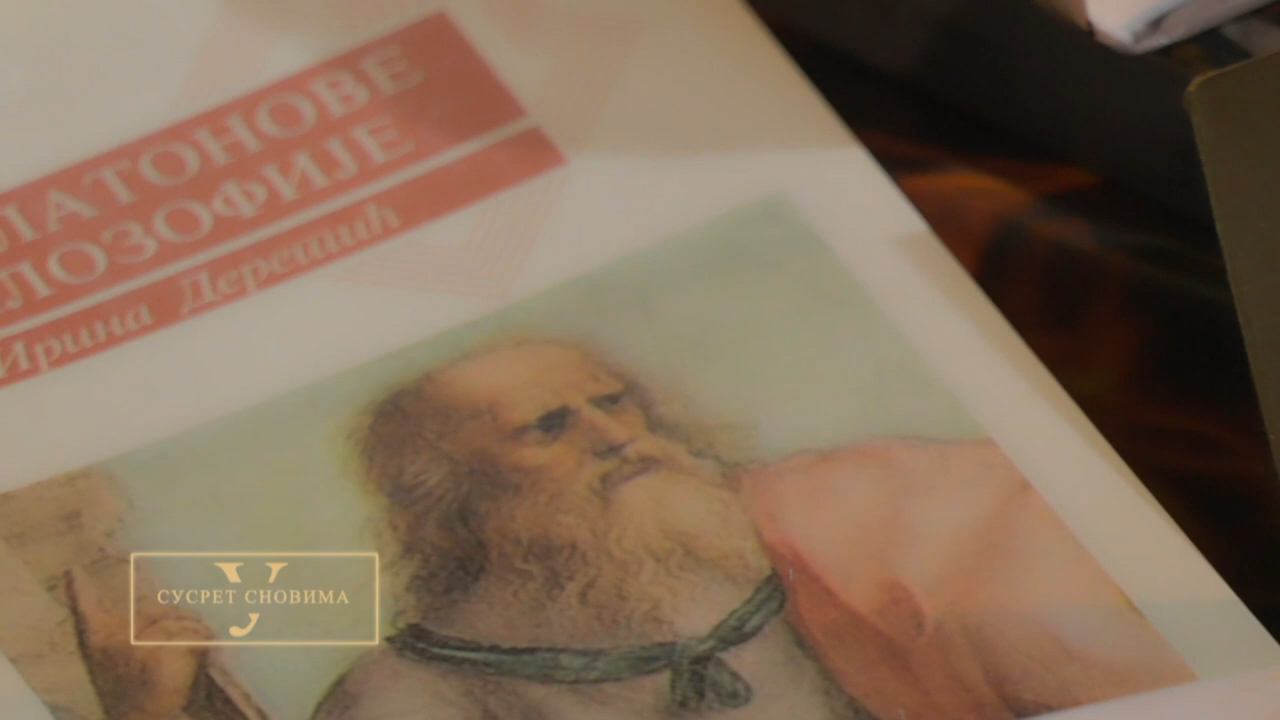 ЛАТОНОВЕ
ЛОЗОФИЈЕ
Ирина Деретић
У
СУСРЕТ СНОВИМА